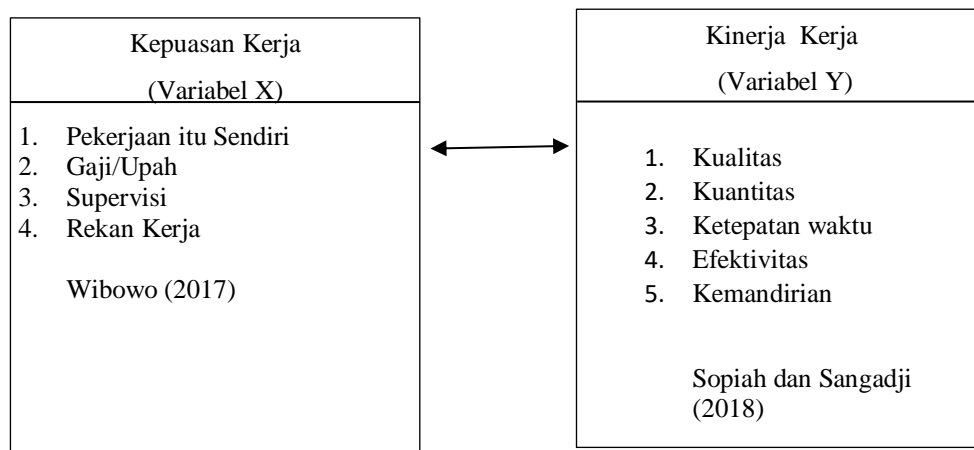 Kepuasan Kerja
(Variabel X)
1. Pekerjaan itu Sendiri
2. Gaji/Upah
3. Supervisi
4. Rekan Kerja
Wibowo (2017)
Kinerja Kerja
(Variabel Y)
1. Kualitas
2. Kuantitas
3. Ketepatan waktu
4. Efektivitas
5. Kemandirian
Sopiah dan Sangadji
(2018)